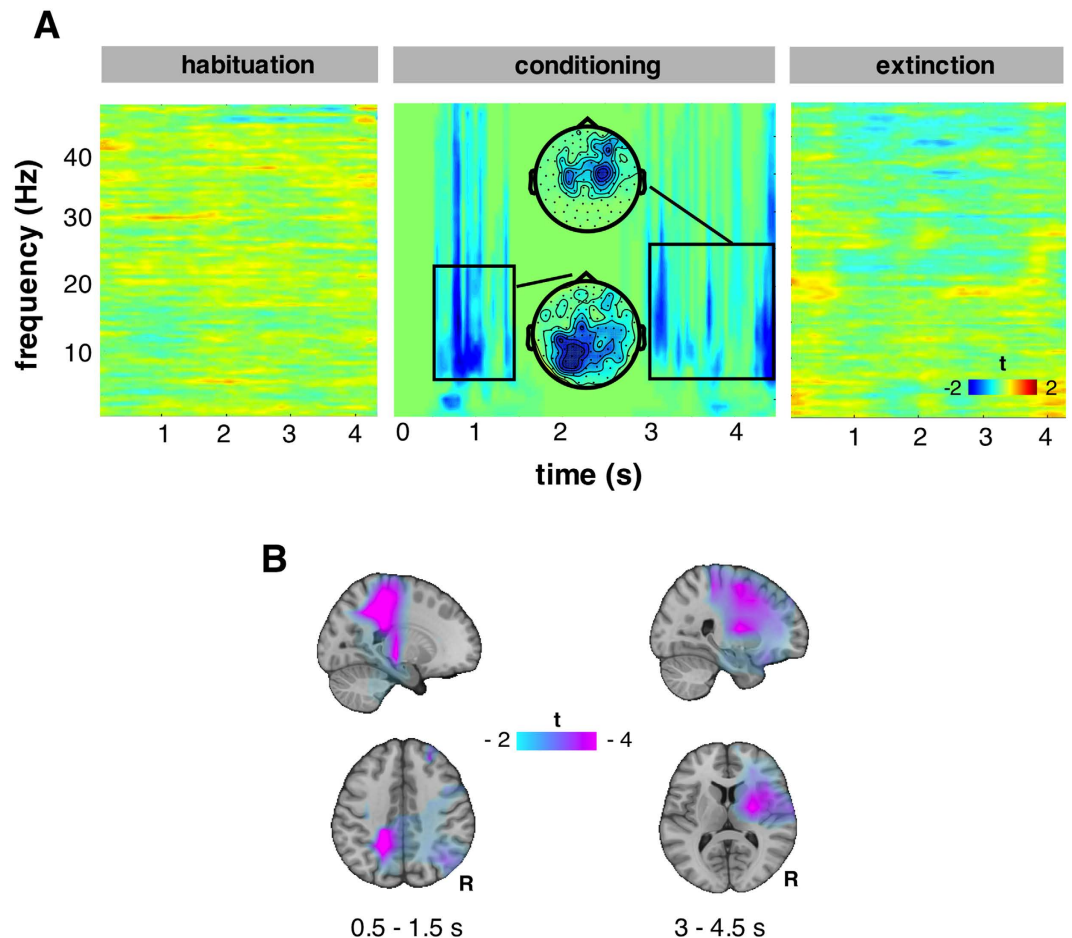 A
habituation conditioning extinction
frequency (Hz)
40
30
20
10
t
-2 2
1 2 3 4 0 1 2 3 4 1 2 3 4
time (s)
B
t
- 2 - 4
R R
0.5 - 1.5 s 3 - 4.5 s